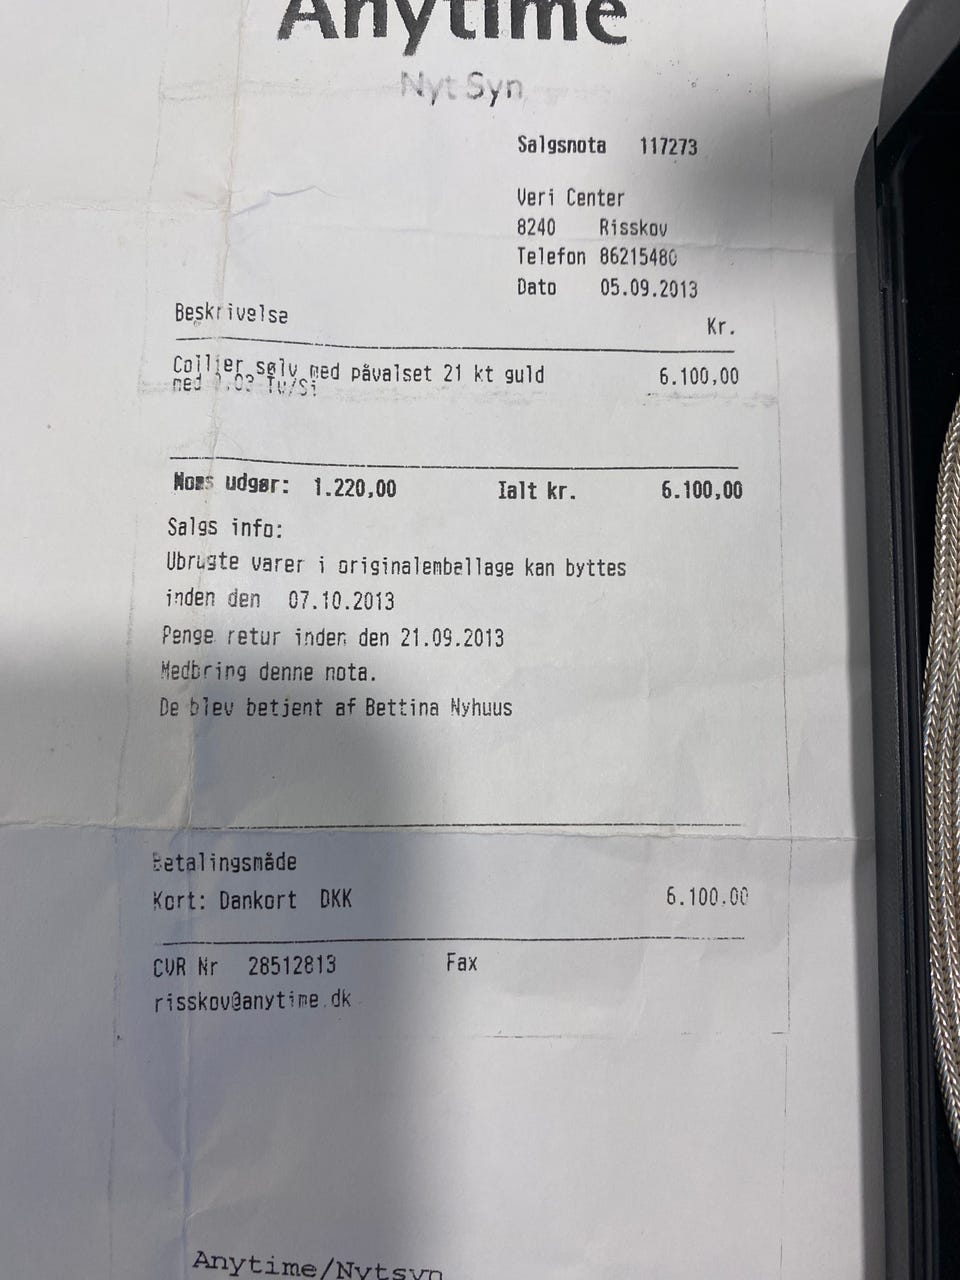 Anytime
Nyt Syn
Salgsnota 117273
Veri Center
8240 Risskov
Telefon 86215480
Dato 05.09.2013
Beskrivelse
Kr.
Collier sølv med påvalset 21 kt guld 6.100,00
med Tw/Si
Moms udgør: 1.220,00 Ialt kr. 6.100,00
Salgs info:
Ubrugte varer i originalemballage kan byttes
inden den 07.10.2013
Penge retur inden den 21.09.2013
Medbring denne nota.
De blev betjent af Bettina Nyhuus
Betalingsmåde
Kort: Dankort DKK 6.100.00
CVR Nr 28512813 Fax
risskov@anytime.dk
Anytime/Nytsyn